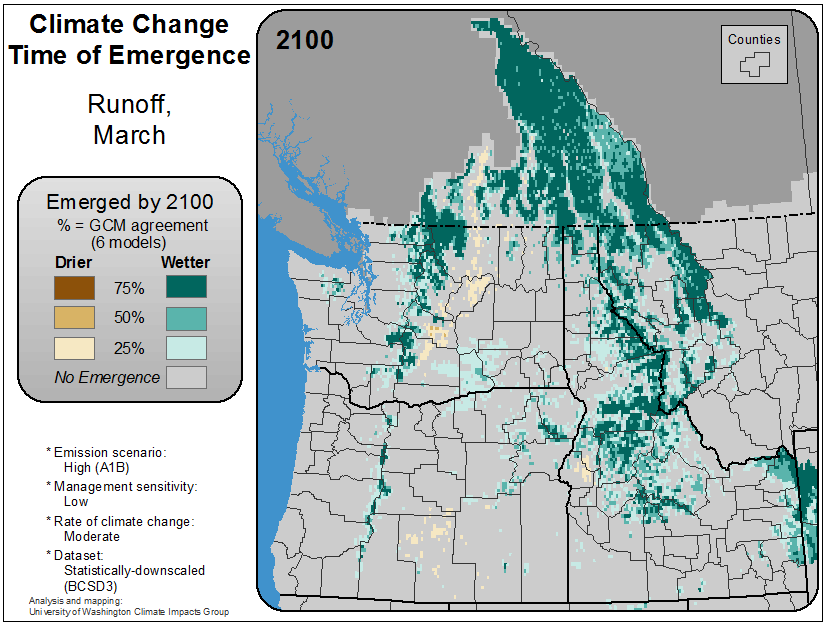 Climate Change
Time of Emergence
Runoff,
March
Emerged by 2100
% = GCM agreement
(6 models)
Drier Wetter
75%
50%
25%
No Emergence
* Emission scenario:
High (A1B)
* Management sensitivity:
Low
* Rate of climate change:
Moderate
* Dataset:
Statistically-downscaled
(BCSD3)
Analysis and mapping:
University of Washington Climate Impacts Group
2100
Counties